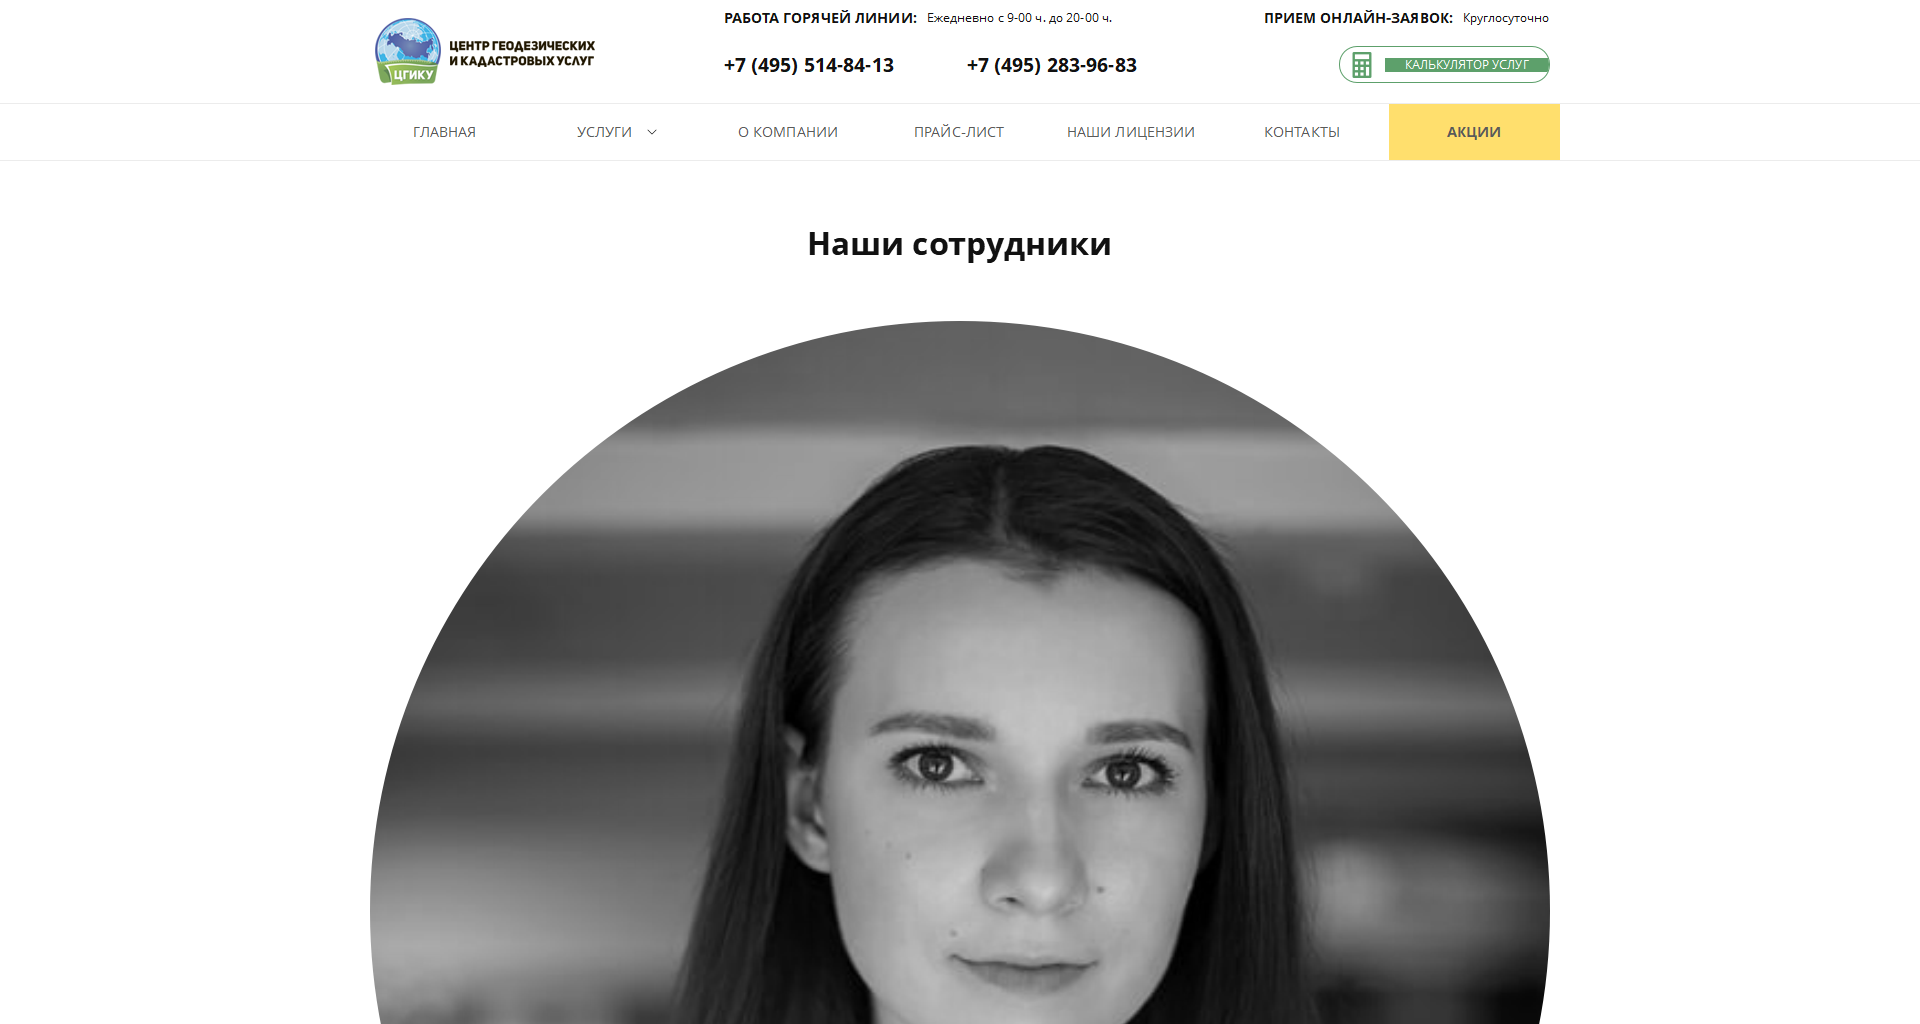 ЦГИКУ
ЦЕНТР ГЕОДЕЗИЧЕСКИХ
И КАДАСТРОВЫХ УСЛУГ
РАБОТА ГОРЯЧЕЙ ЛИНИИ: Ежедневно с 9-00 ч. до 20-00 ч.
+7 (495) 514-84-13 +7 (495) 283-96-83
ПРИЕМ ОНЛАЙН-ЗАЯВОК: Круглосуточно
КАЛЬКУЛЯТОР УСЛУГ
ГЛАВНАЯ УСЛУГИ О КОМПАНИИ ПРАЙС-ЛИСТ НАШИ ЛИЦЕНЗИИ КОНТАКТЫ АКЦИИ
Наши сотрудники